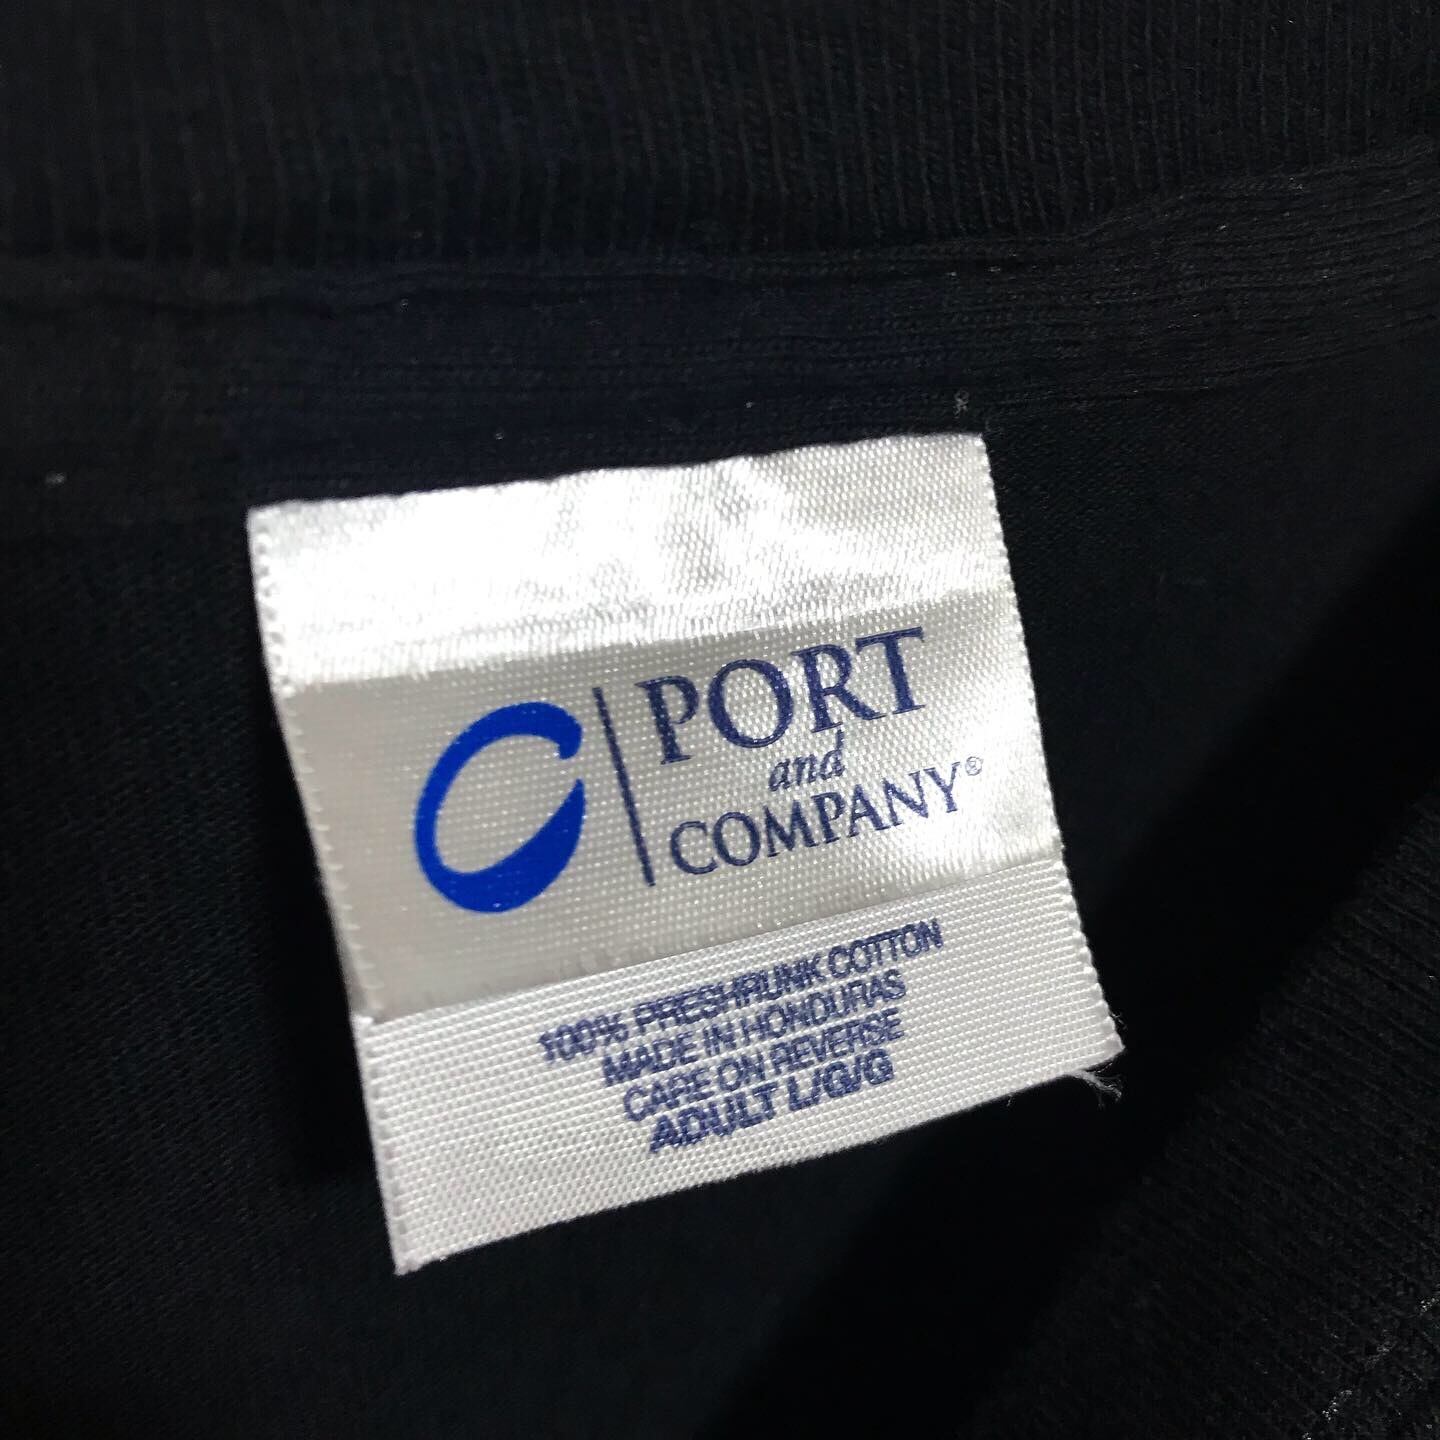 PORT
and
COMPANY®
100% PRESHRUNK COTTON
MADE IN HONDURAS
CARE ON REVERSE
ADULT L/G/G